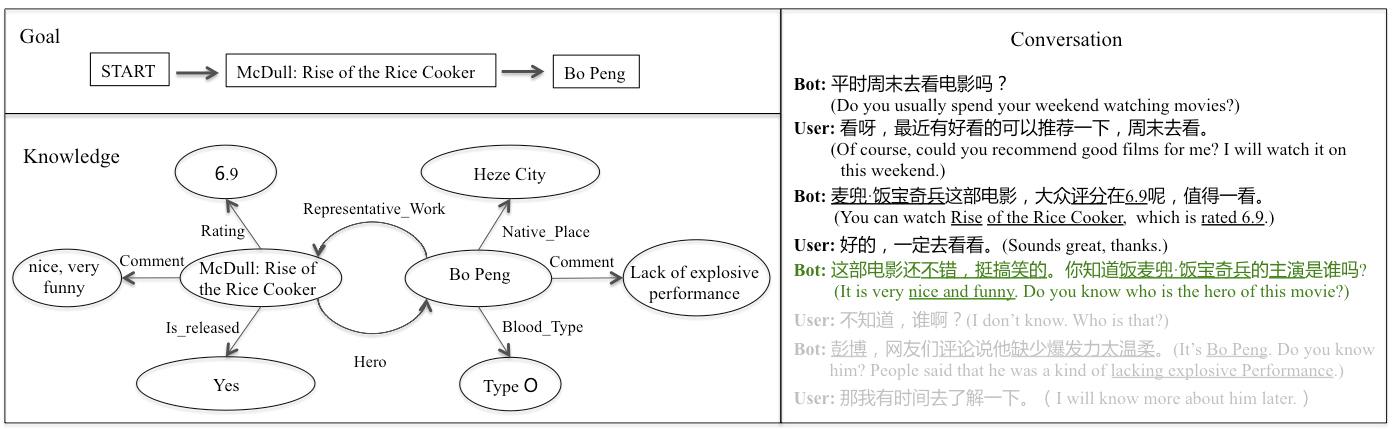 Goal
START
McDull: Rise of the Rice Cooker
Bo Peng
Knowledge
6.9
Heze City
Representative_Work
Rating
Native_Place
nice, very
funny
Comment
McDull: Rise of
the Rice Cooker
Bo Peng
Comment
Lack of explosive
performance
Is_released
Blood_Type
Hero
Yes
Type O
Conversation
Bot: 平时周末去看电影吗？
(Do you usually spend your weekend watching movies?)
User: 看呀，最近有好看的可以推荐一下，周末去看。
(Of course, could you recommend good films for me? I will watch it on
this weekend.)
Bot: 麦兜·饭宝奇兵这部电影，大众评分在6.9呢，值得一看。
(You can watch Rise of the Rice Cooker, which is rated 6.9.)
User: 好的，一定去看看。(Sounds great, thanks.)
Bot: 这部电影还不错，挺搞笑的。你知道饭麦兜·饭宝奇兵的主演是谁吗?
(It is very nice and funny. Do you know who is the hero of this movie?)
User: 不知道，谁啊？(I don't know. Who is that?)
Bot: 彭博，网友们评论说他缺少爆发力太温柔。(It's Bo Peng. Do you know
him? People said that he was a kind of lacking explosive Performance.)
User: 那我有时间去了解一下。（ I will know more about him later. ）